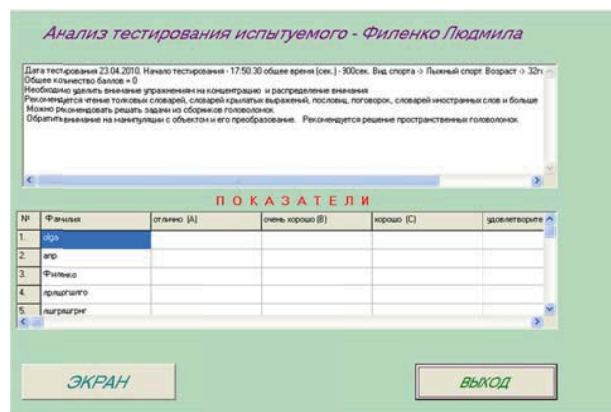 Анализ тестирования испытуемого - Филенко Людмила
Дата тестирования 23.04.2010. Начало тестирования - 17:50:30 общее время (сек.) - 300сек. Вид спорта -> Лыжный спорт. Возраст -> 32г
Общее количество баллов = 0
Необходимо уделить внимание упражнениям на концентрацию и распределение внимания
Рекомендуется чтение толковых словарей, словарей крылатых выражений, пословиц, поговорок, словарей иностранных слов и больше
Можно рекомендовать решать задачи из сборников головоломок.
Обратить внимание на манипуляции с объектом и его преобразование. Рекомендуется решение пространственных головоломок.
ПОКАЗАТЕЛИ
№ Фамилия отлично (A) очень хорошо (B) хорошо (C) удовлетворите
1. olga
2. апр
3. Филенко
4.
5.
ЭКРАН ВЫХОД